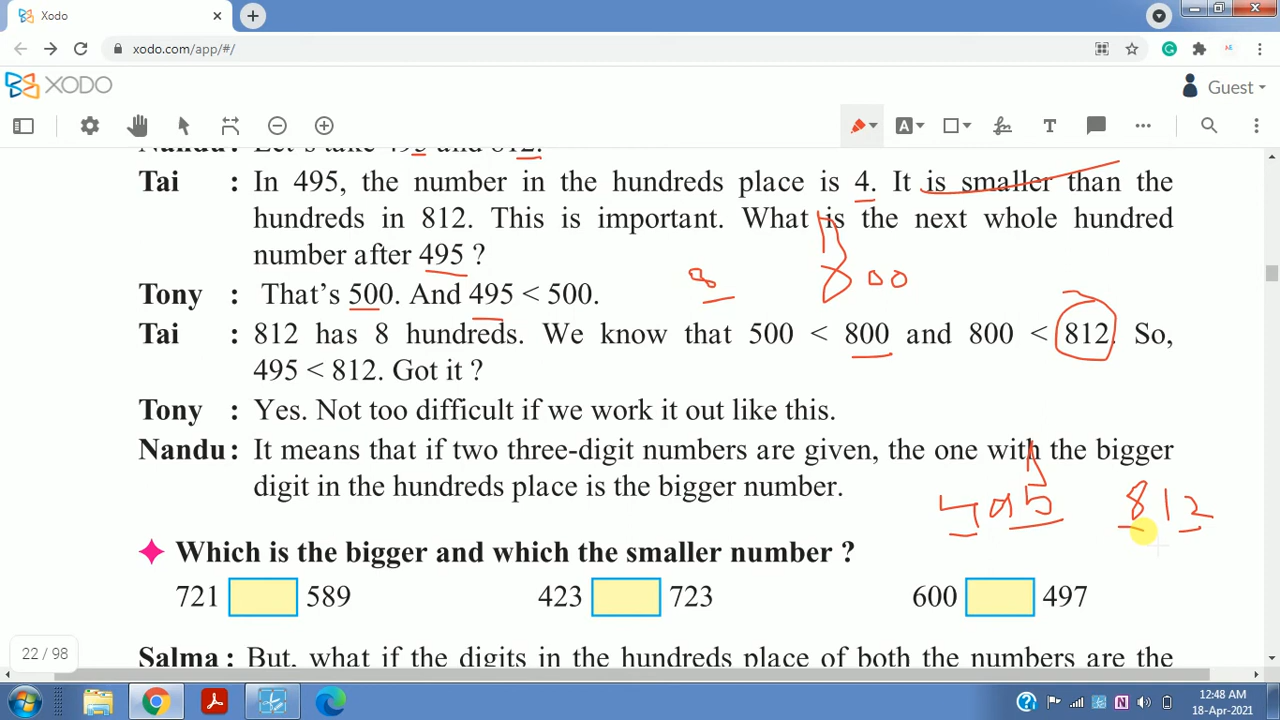 Xodo
xodo.com/app/#/
XODO
Guest
Nandu : Let's take 495 and 812.
Tai : In 495, the number in the hundreds place is 4. It is smaller than the
hundreds in 812. This is important. What is the next whole hundred
number after 495 ?
8 800
Tony : That's 500. And 495 < 500.
Tai : 812 has 8 hundreds. We know that 500 < 800 and 800 < 812. So,
495 < 812. Got it ?
Tony : Yes. Not too difficult if we work it out like this.
Nandu : It means that if two three-digit numbers are given, the one with the bigger
digit in the hundreds place is the bigger number.
495 812
Which is the bigger and which the smaller number ?
721 589 423 723 600 497
22 / 98
Salma : But, what if the digits in the hundreds place of both the numbers are the
12:48 AM
18-Apr-2021